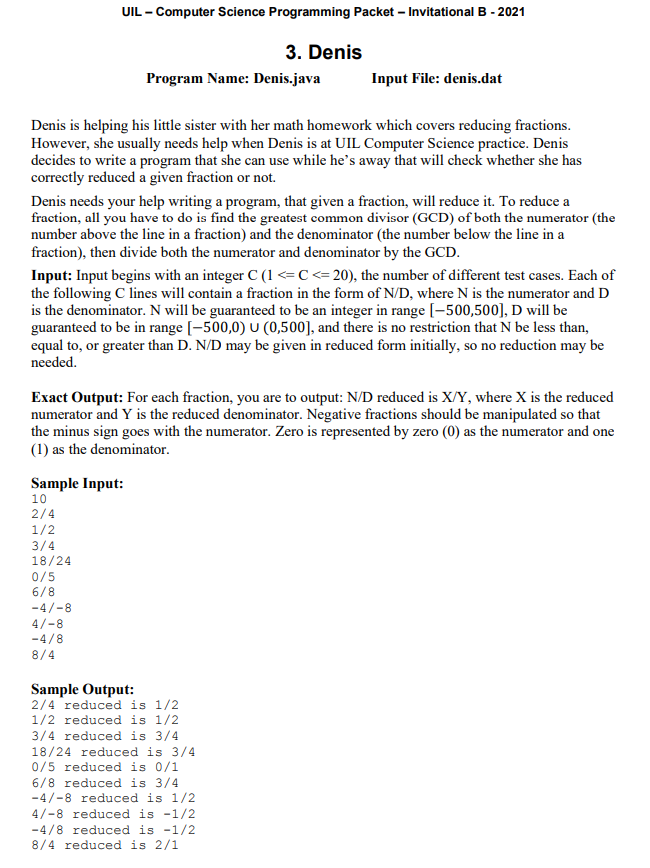 UIL – Computer Science Programming Packet – Invitational B - 2021
3. Denis
Program Name: Denis.java Input File: denis.dat
Denis is helping his little sister with her math homework which covers reducing fractions.
However, she usually needs help when Denis is at UIL Computer Science practice. Denis
decides to write a program that she can use while he’s away that will check whether she has
correctly reduced a given fraction or not.
Denis needs your help writing a program, that given a fraction, will reduce it. To reduce a
fraction, all you have to do is find the greatest common divisor (GCD) of both the numerator (the
number above the line in a fraction) and the denominator (the number below the line in a
fraction), then divide both the numerator and denominator by the GCD.
Input: Input begins with an integer C (1 <= C <= 20), the number of different test cases. Each of
the following C lines will contain a fraction in the form of N/D, where N is the numerator and D
is the denominator. N will be guaranteed to be an integer in range [−500,500], D will be
guaranteed to be in range [−500,0) ∪ (0,500], and there is no restriction that N be less than,
equal to, or greater than D. N/D may be given in reduced form initially, so no reduction may be
needed.
Exact Output: For each fraction, you are to output: N/D reduced is X/Y, where X is the reduced
numerator and Y is the reduced denominator. Negative fractions should be manipulated so that
the minus sign goes with the numerator. Zero is represented by zero (0) as the numerator and one
(1) as the denominator.
Sample Input:
10
2/4
1/2
3/4
18/24
0/5
6/8
-4/-8
4/-8
-4/8
8/4
Sample Output:
2/4 reduced is 1/2
1/2 reduced is 1/2
3/4 reduced is 3/4
18/24 reduced is 3/4
0/5 reduced is 0/1
6/8 reduced is 3/4
-4/-8 reduced is 1/2
4/-8 reduced is -1/2
-4/8 reduced is -1/2
8/4 reduced is 2/1